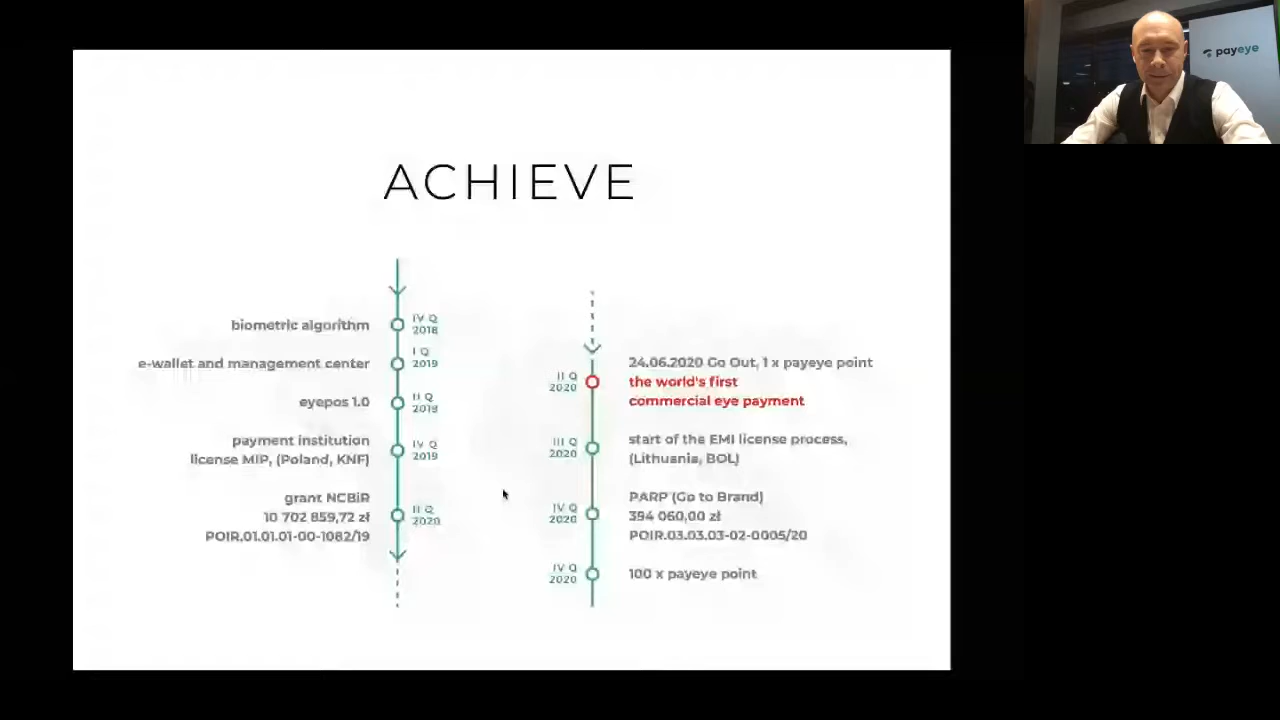 payeye
ACHIEVE
biometric algorithm
IV Q
2018
e-wallet and management center
I Q
2019
eyepos 1.0
II Q
2019
payment institution
license MIP, (Poland, KNF)
IV Q
2019
grant NCBiR
10 702 859,72 zł
POIR.01.01.01-00-1082/19
II Q
2020
II Q
2020
24.06.2020 Go Out, 1 x payeye point
the world's first
commercial eye payment
III Q
2020
start of the EMI license process,
(Lithuania, BOL)
IV Q
2020
PARP (Go to Brand)
394 060,00 zł
POIR.03.03.03-02-0005/20
IV Q
2020
100 x payeye point